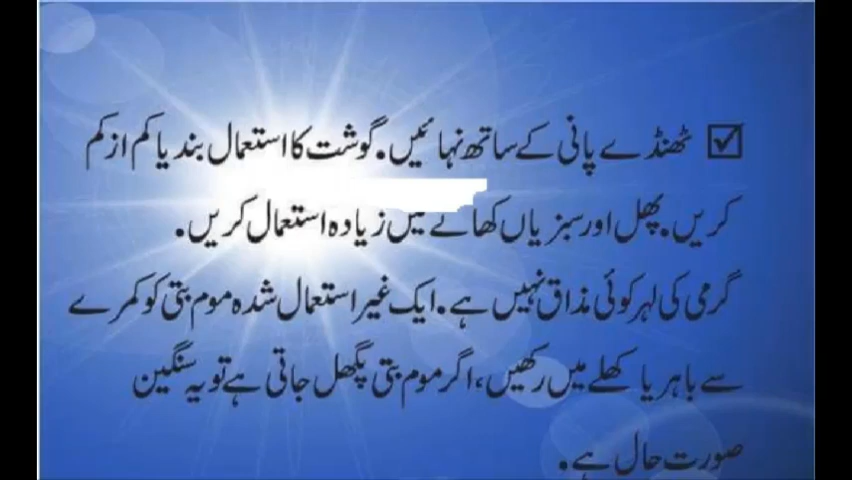 ☑ ٹھنڈے پانی کے ساتھ نہائیں۔ گوشت کا استعمال بند یا کم از کم
کریں۔ پھل اور سبزیاں کھانے میں زیادہ استعمال کریں۔
گرمی کی لہر کوئی مذاق نہیں ہے۔ ایک غیر استعمال شدہ موم بتی کو کمرے
سے باہر یا کھلے میں رکھیں، اگر موم بتی پگھل جاتی ہے تو یہ سنگین
صورت حال ہے۔